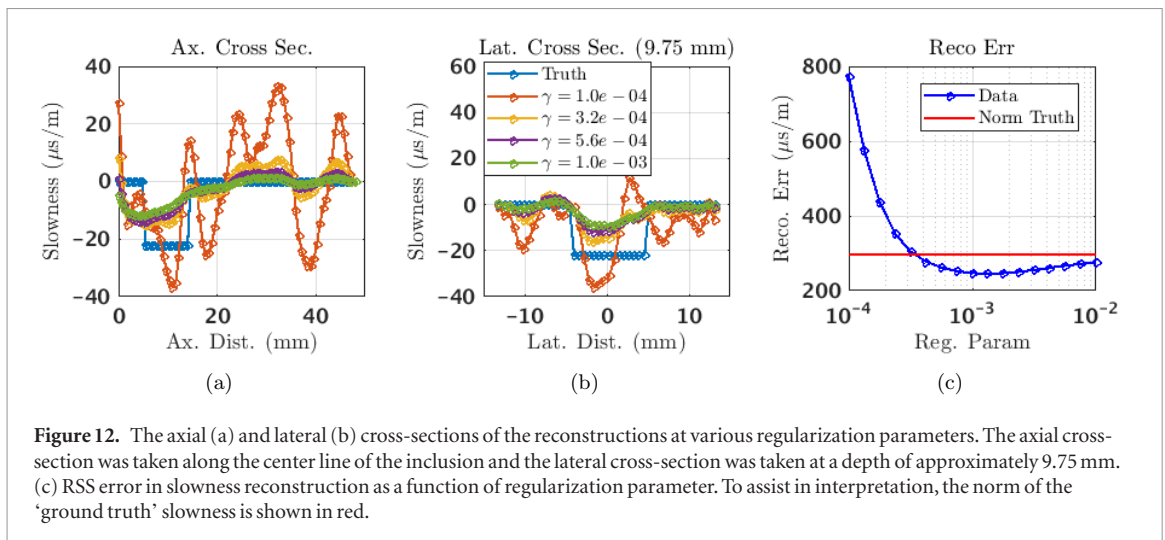 Ax. Cross Sec.
Slowness (μs/m)
40
20
0
−20
−40
0
20
40
Ax. Dist. (mm)
(a)
Lat. Cross Sec. (9.75 mm)
Slowness (μs/m)
60
40
20
0
−20
−40
Truth
γ = 1.0e − 04
γ = 3.2e − 04
γ = 5.6e − 04
γ = 1.0e − 03
−10
0
10
Lat. Dist. (mm)
(b)
Reco Err
Reco. Err (μs/m)
800
600
400
200
Data
Norm Truth
10⁻⁴
10⁻³
10⁻²
Reg. Param
(c)
Figure 12. The axial (a) and lateral (b) cross-sections of the reconstructions at various regularization parameters. The axial cross-
section was taken along the center line of the inclusion and the lateral cross-section was taken at a depth of approximately 9.75 mm.
(c) RSS error in slowness reconstruction as a function of regularization parameter. To assist in interpretation, the norm of the
‘ground truth’ slowness is shown in red.